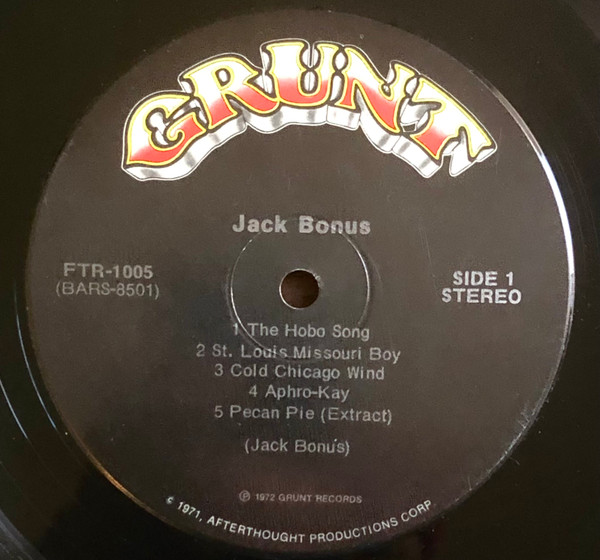 GRUNT
Jack Bonus
FTR-1005
(BARS-8501)
SIDE 1
STEREO
1 The Hobo Song
2 St. Louis Missouri Boy
3 Cold Chicago Wind
4 Aphro-Kay
5 Pecan Pie (Extract)
(Jack Bonus)
℗ 1972 GRUNT RECORDS
c 1971, AFTERTHOUGHT PRODUCTIONS CORP